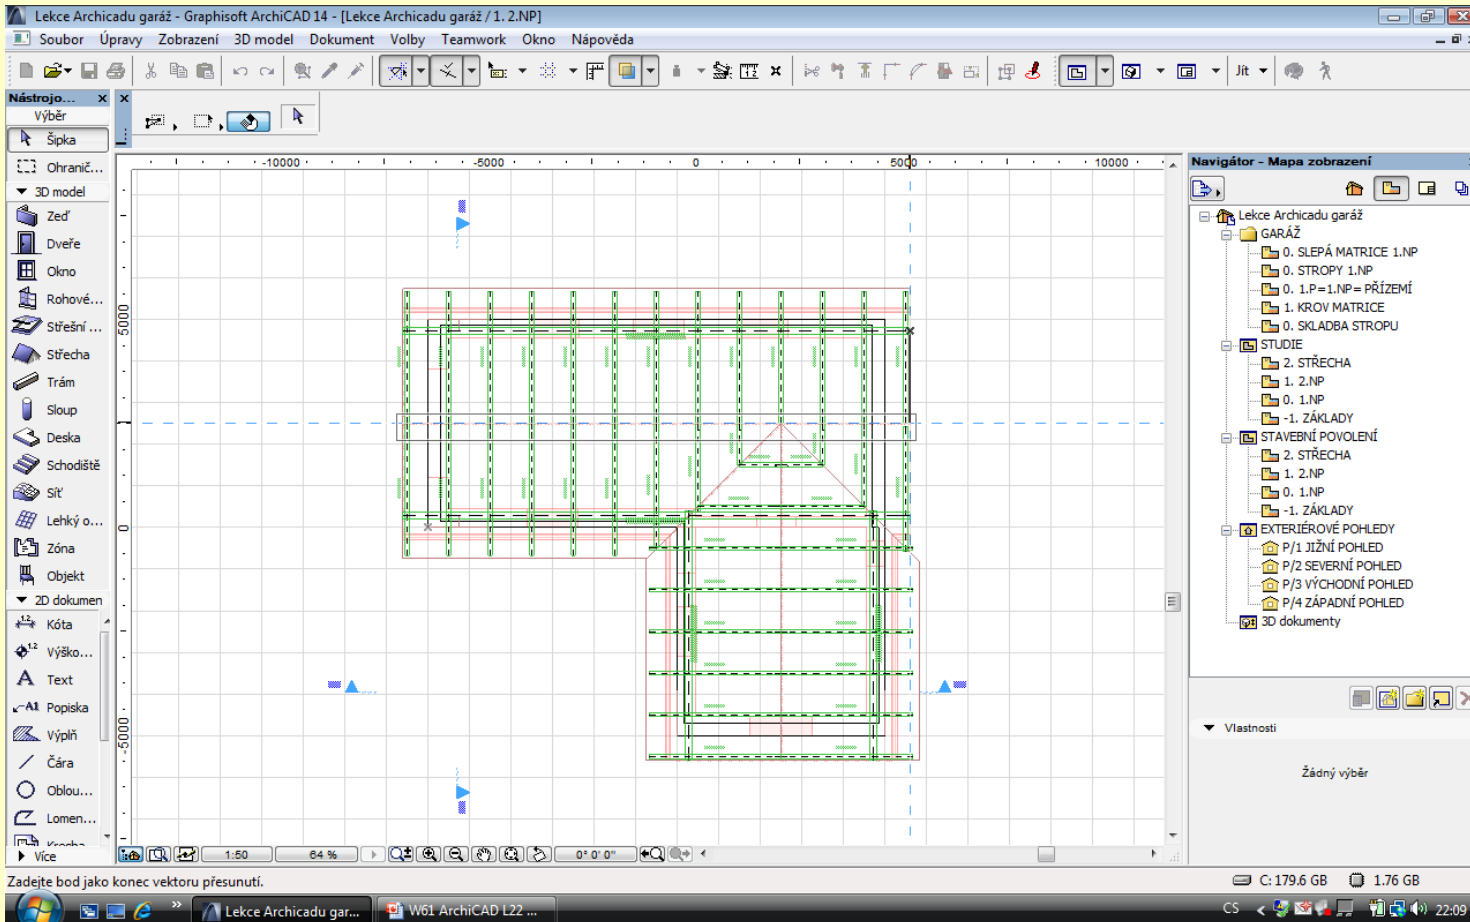 Lekce Archicadu garáž - Graphisoft ArchiCAD 14 - [Lekce Archicadu garáž / 1. 2.NP]
Soubor Úpravy Zobrazení 3D model Dokument Volby Teamwork Okno Nápověda
Jít
Nástrojo...
Výběr
Šipka
Ohranič...
3D model
Zeď
Dveře
Okno
Rohové...
Střešní ...
Střecha
Trám
Sloup
Deska
Schodiště
Síť
Lehký o...
Zóna
Objekt
2D dokumen
Kóta
Výško...
Text
Popiska
Výplň
Čára
Oblou...
Lomen...
Více
-10000 -5000 0 5000 10000
5000
0
-5000
Navigátor - Mapa zobrazení
Lekce Archicadu garáž
GARÁŽ
0. SLEPÁ MATRICE 1.NP
0. STROPY 1.NP
0. 1.P=1.NP= PŘÍZEMÍ
1. KROV MATRICE
0. SKLADBA STROPU
STUDIE
2. STŘECHA
1. 2.NP
0. 1.NP
-1. ZÁKLADY
STAVEBNÍ POVOLENÍ
2. STŘECHA
1. 2.NP
0. 1.NP
-1. ZÁKLADY
EXTERIÉROVÉ POHLEDY
P/1 JIŽNÍ POHLED
P/2 SEVERNÍ POHLED
P/3 VÝCHODNÍ POHLED
P/4 ZÁPADNÍ POHLED
3D dokumenty
Vlastnosti
Žádný výběr
1:50 64 % 0° 0' 0"
Zadejte bod jako konec vektoru přesunutí.
C: 179.6 GB 1.76 GB
Lekce Archicadu gar... W61 ArchiCAD L22 ... CS 22:09